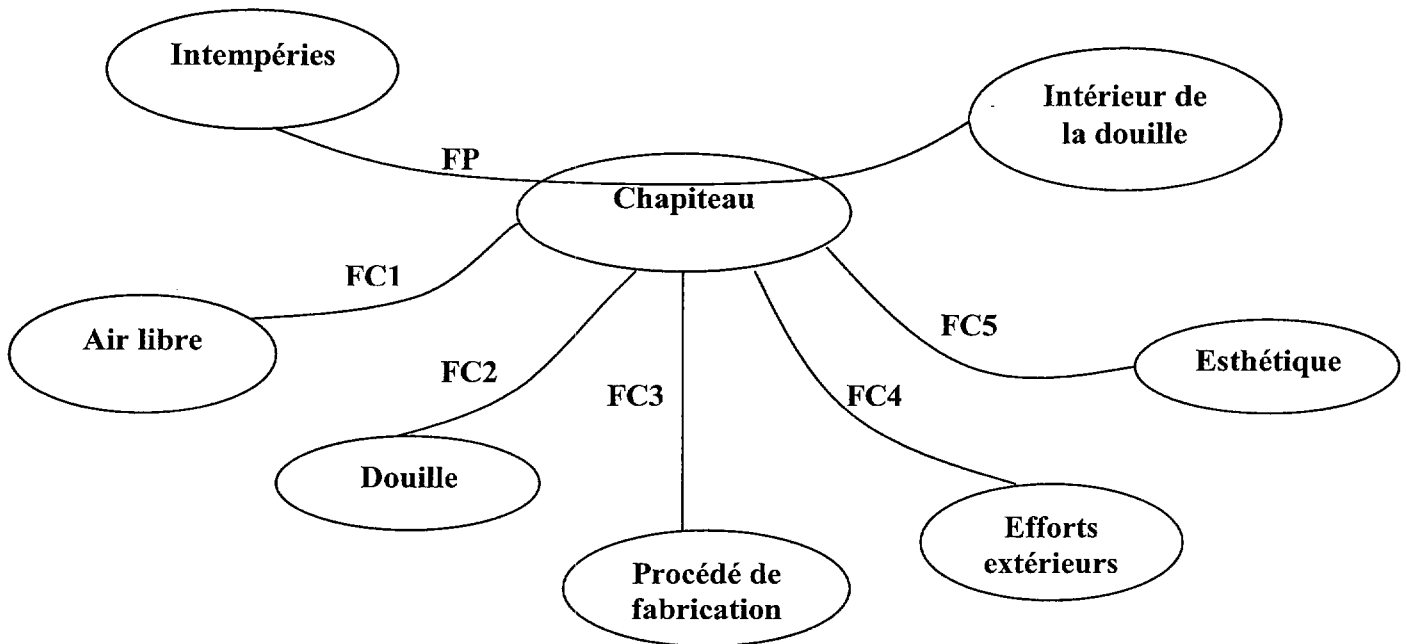 Intempéries
Intérieur de
la douille
FP
Chapiteau
FC1
Air libre
FC2
Douille
FC3
Procédé de
fabrication
FC4
Efforts
extérieurs
FC5
Esthétique